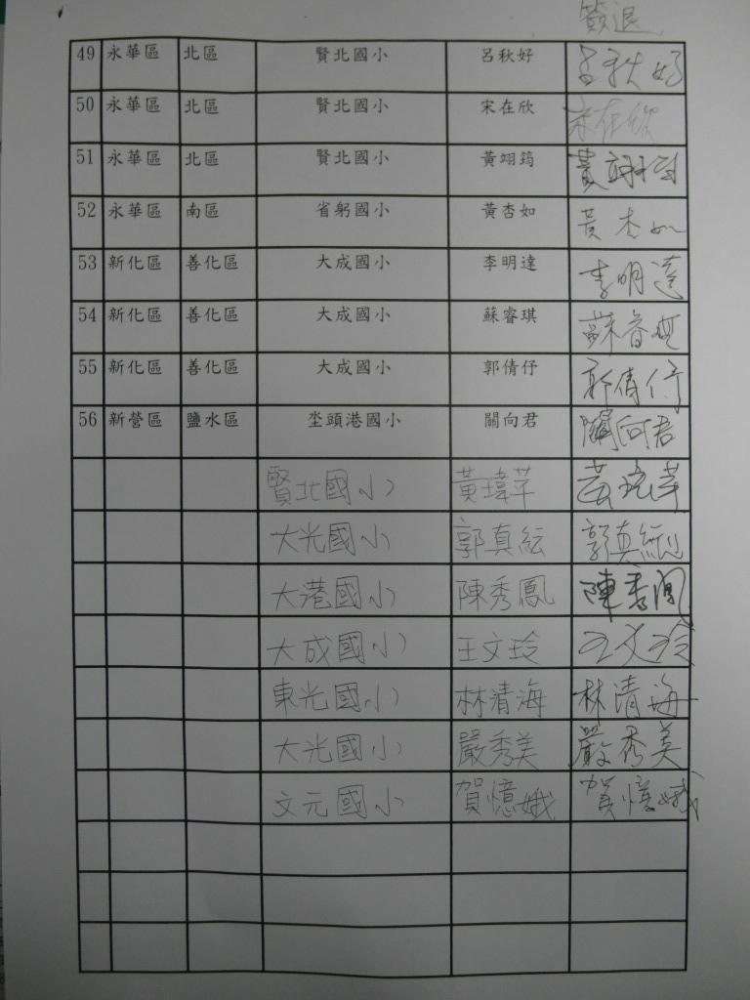 簽退
49 永華區 北區 賢北國小 呂秋好 呂秋好
50 永華區 北區 賢北國小 宋在欣 宋在欣
51 永華區 北區 賢北國小 黃翊筠 黃翊筠
52 永華區 南區 省躬國小 黃杏如 黃杏如
53 新化區 善化區 大成國小 李明達 李明達
54 新化區 善化區 大成國小 蘇睿琪 蘇睿琪
55 新化區 善化區 大成國小 郭倩伃 郭倩伃
56 新營區 鹽水區 坔頭港國小 關向君 關向君
賢北國小 黃瑋苹 黃瑋苹
大光國小 郭真紜 郭真紜
大港國小 陳秀鳳 陳秀鳳
大成國小 王文玲 王文玲
東光國小 林清海 林清海
大光國小 嚴秀美 嚴秀美
文元國小 賀憶娥 賀憶娥